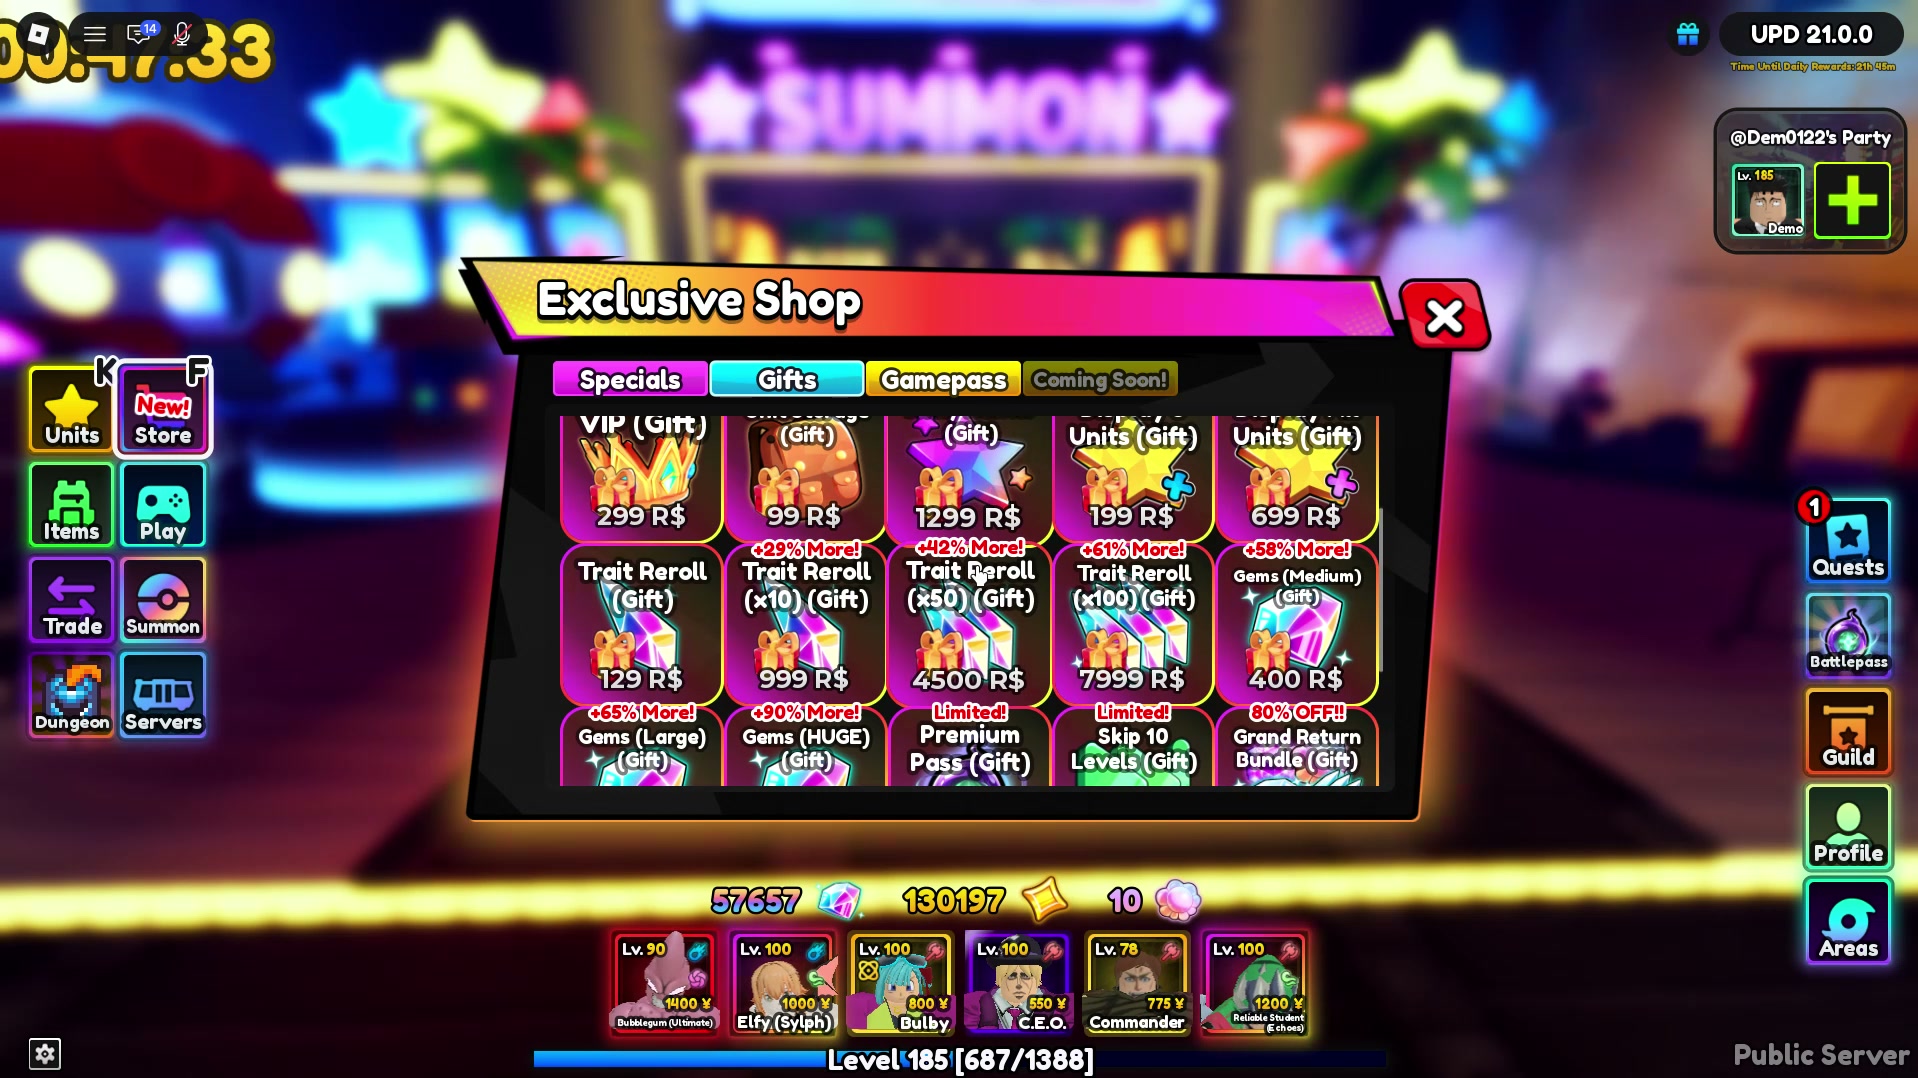 00:47:33
14
UPD 21.0.0
Time Until Daily Rewards: 21h 45m
SUMMON
@Dem0122's Party
Lv. 185
Demo
Exclusive Shop
Specials
Gifts
Gamepass
Coming Soon!
K
F
Units
New!
Store
Items
Play
Trade
Summon
Dungeon
Servers
VIP (Gift)
299 R$
Unit Storage
(Gift)
99 R$
(Gift)
1299 R$
Units (Gift)
199 R$
Units (Gift)
699 R$
Trait Reroll
(Gift)
129 R$
+29% More!
Trait Reroll
(x10) (Gift)
999 R$
+42% More!
Trait Reroll
(x50) (Gift)
4500 R$
+61% More!
Trait Reroll
(x100) (Gift)
7999 R$
+58% More!
Gems (Medium)
(Gift)
400 R$
+65% More!
Gems (Large)
(Gift)
+90% More!
Gems (HUGE)
(Gift)
Limited!
Premium
Pass (Gift)
Limited!
Skip 10
Levels (Gift)
80% OFF!!
Grand Return
Bundle (Gift)
1
Quests
Battlepass
Guild
Profile
Areas
57657
130197
10
Lv. 90
1400 ¥
Bubblegum (Ultimate)
Lv. 100
1000 ¥
Elfy (Sylph)
Lv. 100
800 ¥
Bulby
Lv. 100
550 ¥
C.E.O.
Lv. 78
775 ¥
Commander
Lv. 100
1200 ¥
Reliable Student
(Echoes)
Level 185 [687/1388]
Public Server